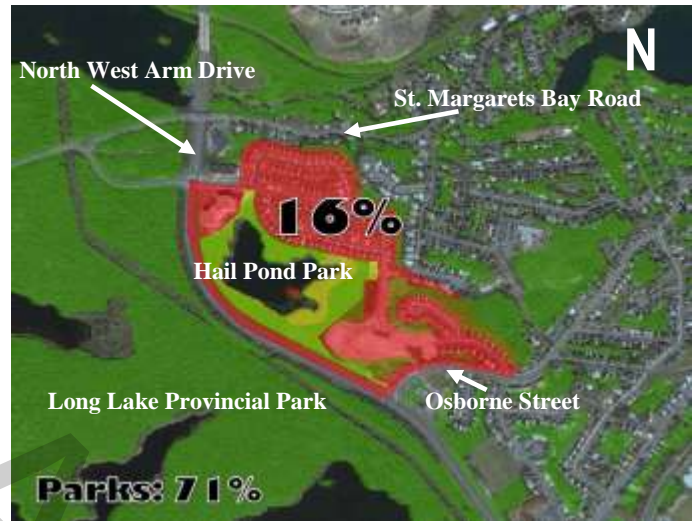 N
North West Arm Drive
St. Margarets Bay Road
16%
Hail Pond Park
Long Lake Provincial Park
Osborne Street
Parks: 71%